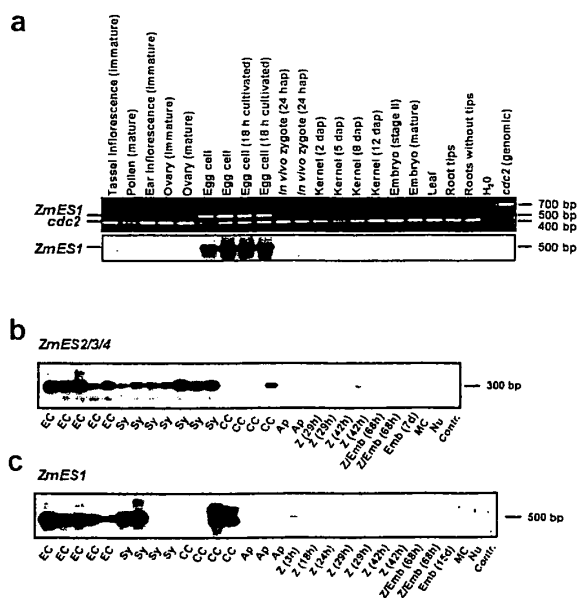 a
Tassel Inflorescence (Immature)
Pollen (mature)
Ear Inflorescence (Immature)
Ovary (Immature)
Ovary (mature)
Egg cell
Egg cell
Egg cell (18 h cultivated)
Egg cell (18 h cultivated)
In vivo zygote (24 hap)
In vivo zygote (24 hap)
Kernel (2 dap)
Kernel (5 dap)
Kernel (8 dap)
Kernel (12 dap)
Embryo (stage II)
Embryo (mature)
Leaf
Root tips
Roots without tips
H20
cdc2 (genomic)
ZmES1
cdc2
700 bp
500 bp
400 bp
ZmES1
500 bp
b
ZmES2/3/4
300 bp
EC EC EC EC EC Sy Sy Sy Sy Sy Sy CC CC CC CC Ap Ap Z (29h) Z (29h) Z (42h) Z (42h) Z/Emb (68h) Z/Emb (68h) Emb (7d) MC Nu Contr.
c
ZmES1
500 bp
EC EC EC EC EC Sy Sy Sy Sy CC CC CC CC Ap Ap Ap Z (3h) Z (18h) Z (24h) Z (29h) Z (29h) Z (42h) Z (42h) Z/Emb (68h) Z/Emb (68h) Emb (15d) MC Nu Contr.